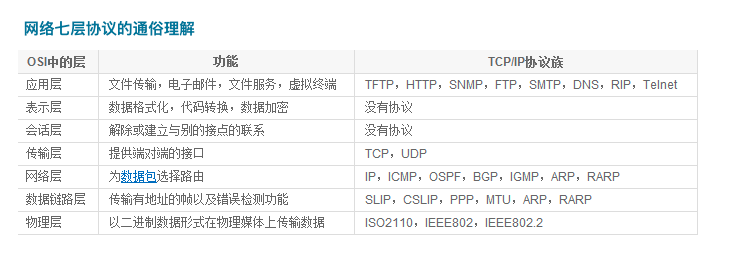 网络七层协议的通俗理解
OSI中的层 功能 TCP/IP协议族
应用层 文件传输，电子邮件，文件服务，虚拟终端 TFTP，HTTP，SNMP，FTP，SMTP，DNS，RIP，Telnet
表示层 数据格式化，代码转换，数据加密 没有协议
会话层 解除或建立与别的接点的联系 没有协议
传输层 提供端对端的接口 TCP，UDP
网络层 为数据包选择路由 IP，ICMP，OSPF，BGP，IGMP，ARP，RARP
数据链路层 传输有地址的帧以及错误检测功能 SLIP，CSLIP，PPP，MTU，ARP，RARP
物理层 以二进制数据形式在物理媒体上传输数据 ISO2110，IEEE802，IEEE802.2